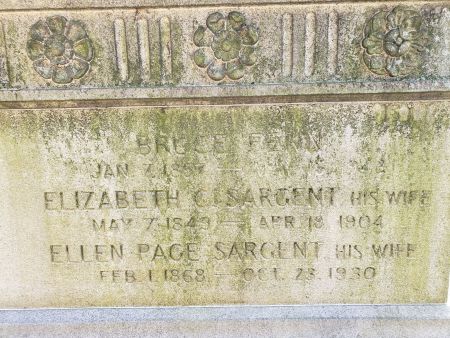 BRUCE FENN
JAN 7,
ELIZABETH C. SARGENT HIS WIFE
MAY 7, 1849 — APR 18, 1904
ELLEN PAGE SARGENT HIS WIFE
FEB 1, 1868 — OCT 23, 1930